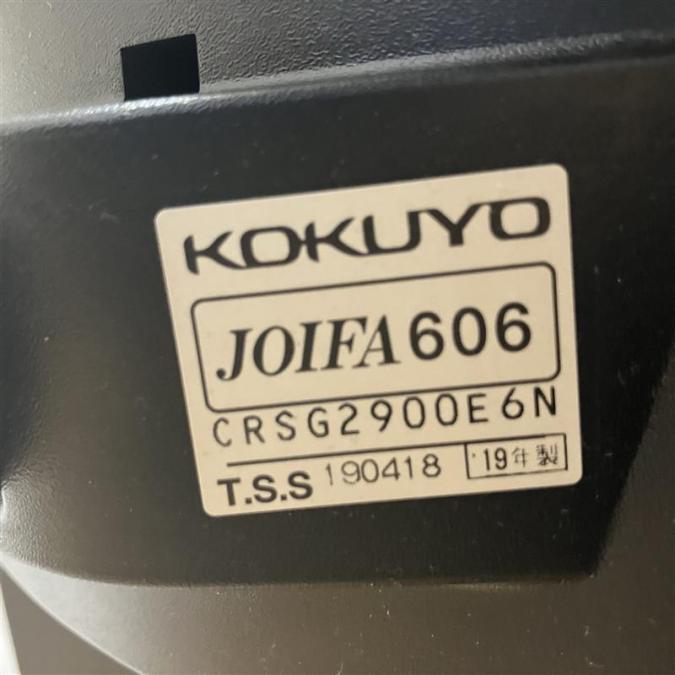 KOKUYO
JOIFA606
CRSG2900E6N
T.S.S 190418 '19年製